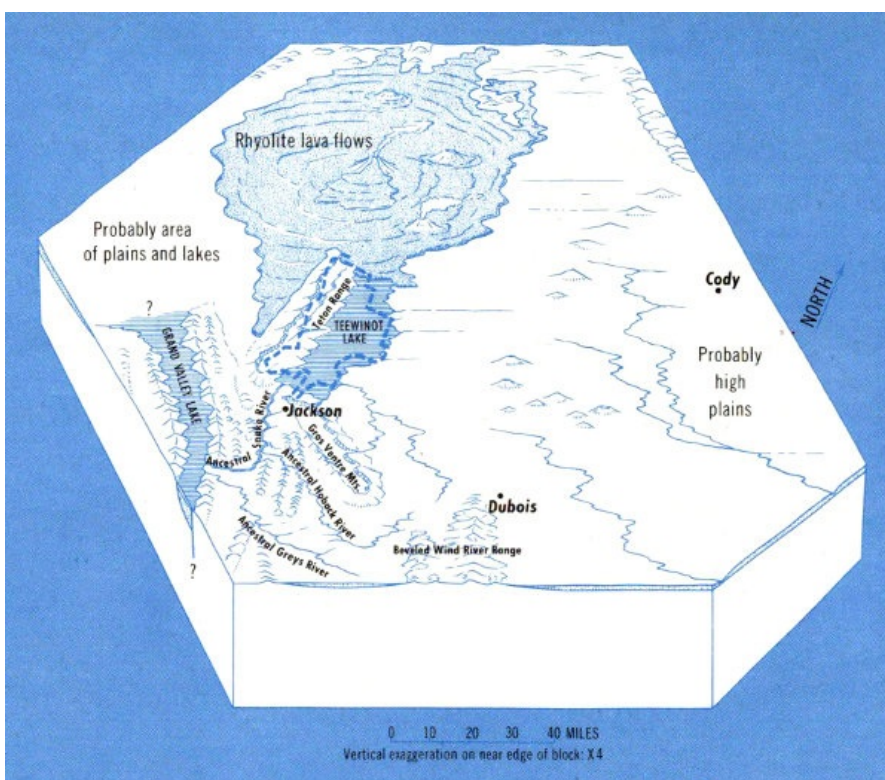 Rhyolite lava flows
Probably area
of plains and lakes
?
GRAND VALLEY LAKE
Teton Range
TEEWINOT
LAKE
Cody
NORTH
Probably
high
plains
Jackson
Ancestral Snake River
Gros Ventre Mts.
Ancestral Hoback River
Ancestral Greys River
Dubois
Beveled Wind River Range
?
0 10 20 30 40 MILES
Vertical exaggeration on near edge of block: X4